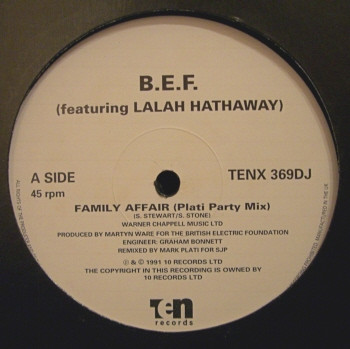 B.E.F.
(featuring LALAH HATHAWAY)
A SIDE
45 rpm
TENX 369DJ
FAMILY AFFAIR (Plati Party Mix)
(S. STEWART/S. STONE)
WARNER CHAPPELL MUSIC LTD
PRODUCED BY MARTYN WARE FOR THE BRITISH ELECTRIC FOUNDATION
ENGINEER: GRAHAM BONNETT
REMIXED BY MARK PLATI FOR SJP
℗ & © 1991 10 RECORDS LTD
THE COPYRIGHT IN THIS RECORDING IS OWNED BY
10 RECORDS LTD
ten
records